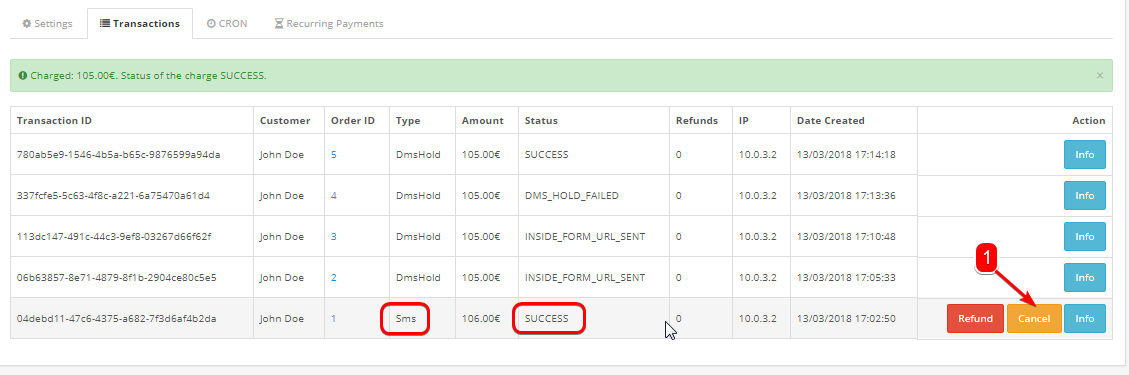 Settings Transactions CRON Recurring Payments
Charged: 105.00€. Status of the charge SUCCESS. ×
Transaction ID Customer Order ID Type Amount Status Refunds IP Date Created Action
780ab5e9-1546-4b5a-b65c-9876599a94da John Doe 5 DmsHold 105.00€ SUCCESS 0 10.0.3.2 13/03/2018 17:14:18 Info
337fcfe5-5c63-4f8c-a221-6a75470a61d4 John Doe 4 DmsHold 105.00€ DMS_HOLD_FAILED 0 10.0.3.2 13/03/2018 17:13:36 Info
113dc147-491c-44c3-9ef8-03267d66f62f John Doe 3 DmsHold 105.00€ INSIDE_FORM_URL_SENT 0 10.0.3.2 13/03/2018 17:10:48 Info
06b63857-8e71-4879-8f1b-2904ce80c5e5 John Doe 2 DmsHold 105.00€ INSIDE_FORM_URL_SENT 0 10.0.3.2 13/03/2018 17:05:33 Info
1
04debd11-47c6-4375-a682-7f3d6af4b2da John Doe 1 Sms 106.00€ SUCCESS 0 10.0.3.2 13/03/2018 17:02:50 Refund Cancel Info